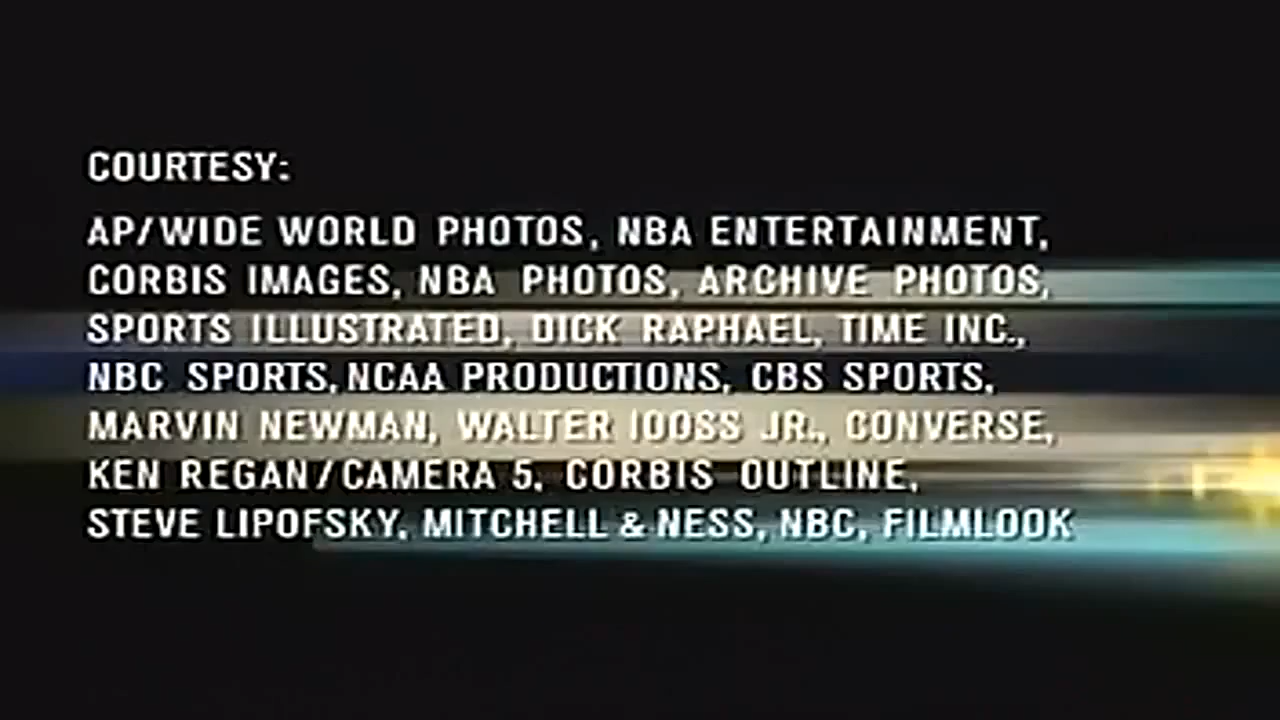 COURTESY:
AP/WIDE WORLD PHOTOS, NBA ENTERTAINMENT,
CORBIS IMAGES, NBA PHOTOS, ARCHIVE PHOTOS,
SPORTS ILLUSTRATED, DICK RAPHAEL, TIME INC.,
NBC SPORTS, NCAA PRODUCTIONS, CBS SPORTS,
MARVIN NEWMAN, WALTER IOOSS JR., CONVERSE,
KEN REGAN/CAMERA 5, CORBIS OUTLINE,
STEVE LIPOFSKY, MITCHELL & NESS, NBC, FILMLOOK